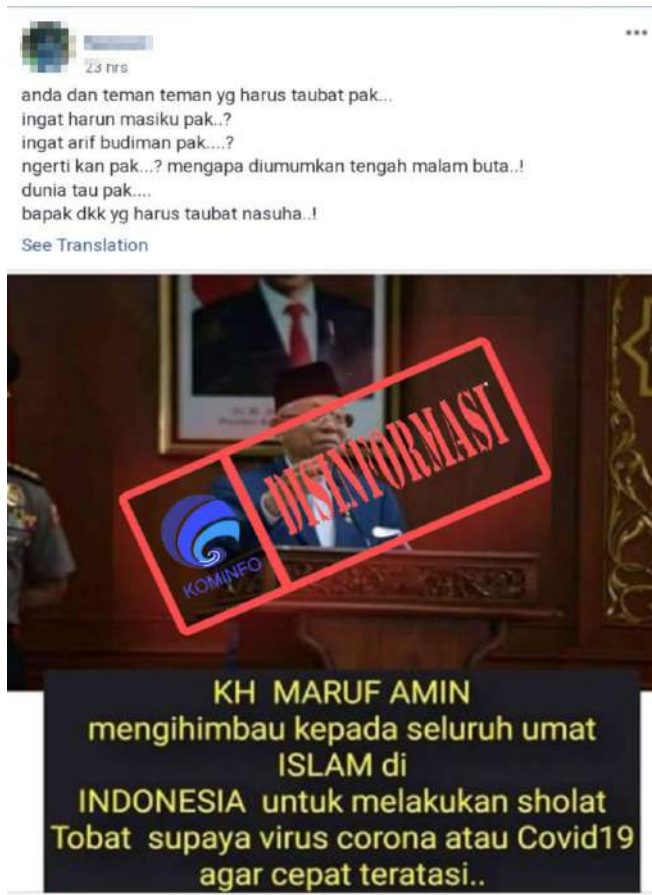 23 hrs
anda dan teman teman yg harus taubat pak...
ingat harun masiku pak..?
ingat arif budiman pak....?
ngerti kan pak...? mengapa diumumkan tengah malam buta..!
dunia tau pak....
bapak dkk yg harus taubat nasuha..!
See Translation
DISINFORMASI
KOMINFO
KH MARUF AMIN
mengihimbau kepada seluruh umat
ISLAM di
INDONESIA untuk melakukan sholat
Tobat supaya virus corona atau Covid19
agar cepat teratasi..